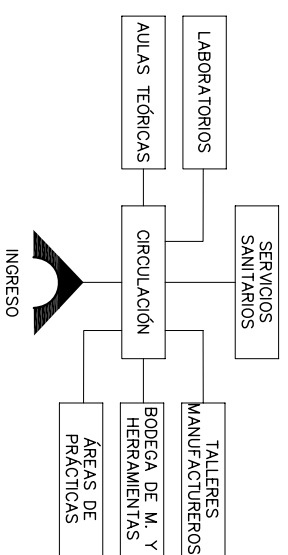 LABORATORIOS
AULAS TEÓRICAS
SERVICIOS
SANITARIOS
CIRCULACIÓN
INGRESO
TALLERES
MANUFACTUREROS
BODEGA DE M. Y
HERRAMIENTAS
ÁREAS DE
PRÁCTICAS